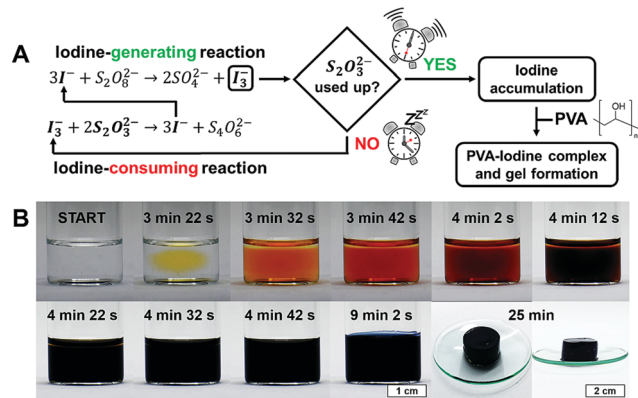 A
Iodine-generating reaction
3I⁻ + S₂O₈²⁻ → 2SO₄²⁻ + I₃⁻
I₃⁻ + 2S₂O₃²⁻ → 3I⁻ + S₄O₆²⁻
Iodine-consuming reaction
S₂O₃²⁻
used up?
YES
NO
zzzz
Iodine
accumulation
PVA
OH
n
PVA-Iodine complex
and gel formation
B
START
3 min 22 s
3 min 32 s
3 min 42 s
4 min 2 s
4 min 12 s
4 min 22 s
4 min 32 s
4 min 42 s
9 min 2 s
25 min
1 cm
2 cm